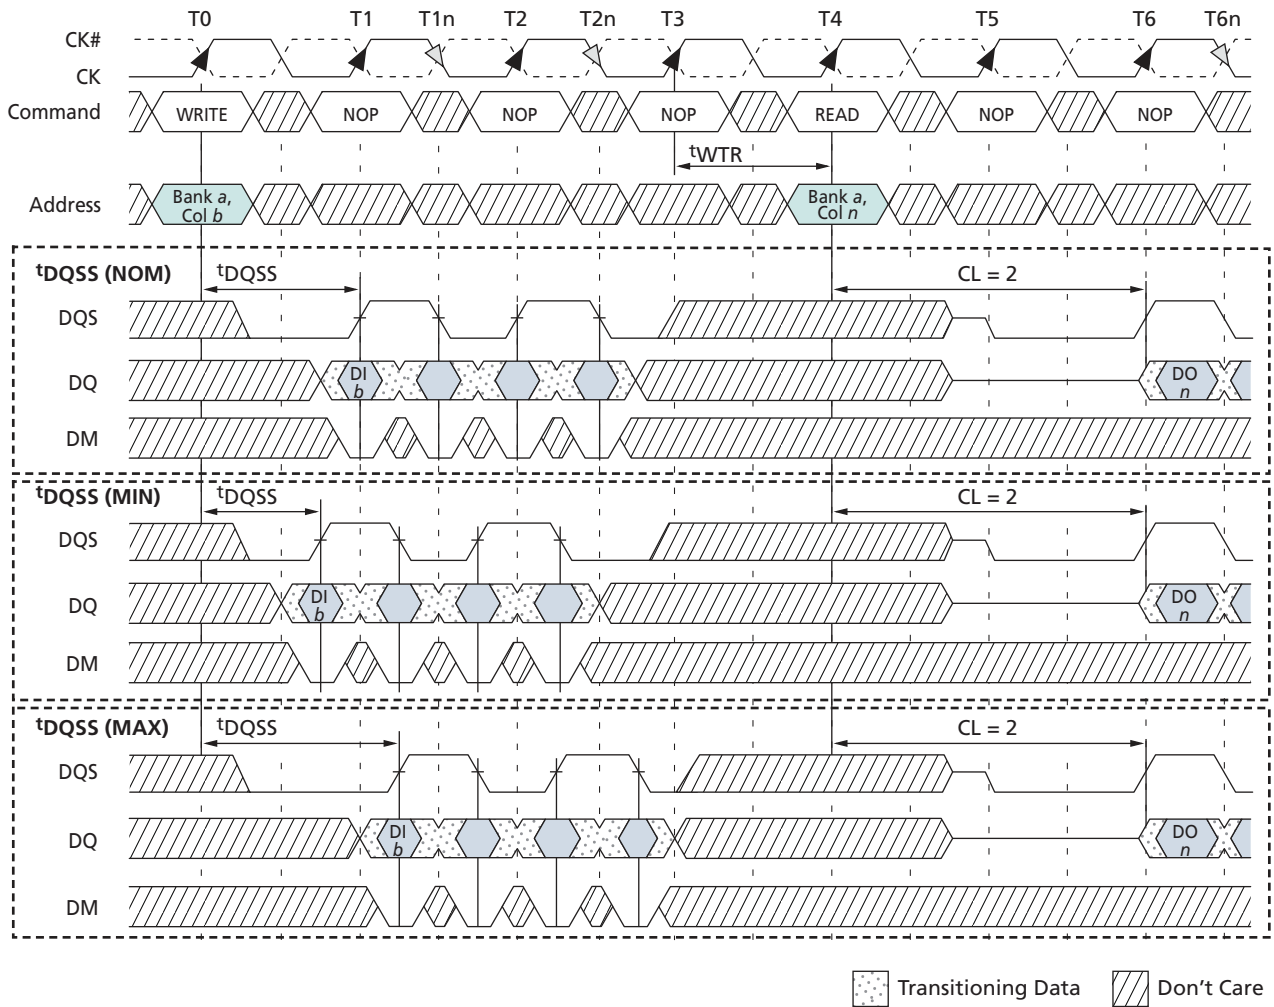 T0 T1 T1n T2 T2n T3 T4 T5 T6 T6n
CK#
CK
Command WRITE NOP NOP NOP READ NOP NOP
tWTR
Address Bank a, Col b Bank a, Col n
tDQSS (NOM) tDQSS CL = 2
DQS
DQ DI b DO n
DM
tDQSS (MIN) tDQSS CL = 2
DQS
DQ DI b DO n
DM
tDQSS (MAX) tDQSS CL = 2
DQS
DQ DI b DO n
DM
Transitioning Data Don't Care